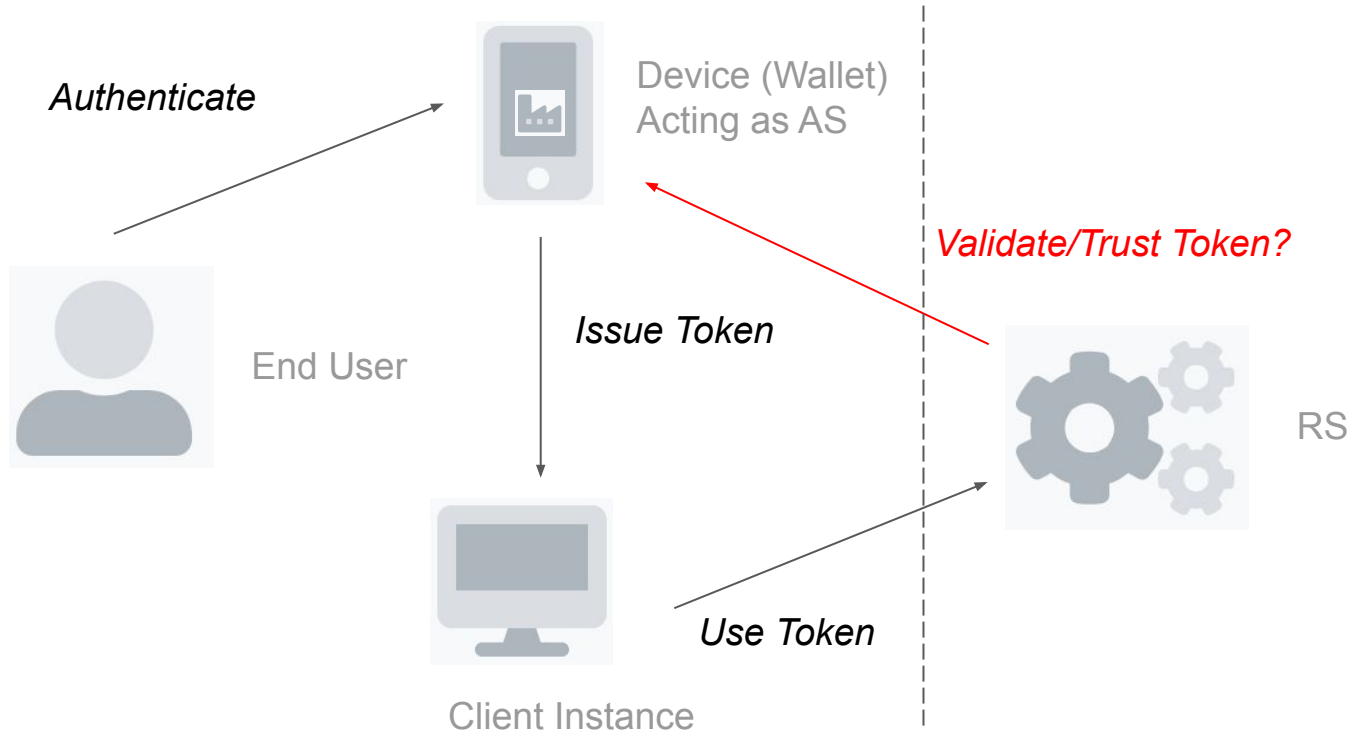 Authenticate
Device (Wallet)
Acting as AS
Validate/Trust Token?
Issue Token
End User
RS
Use Token
Client Instance